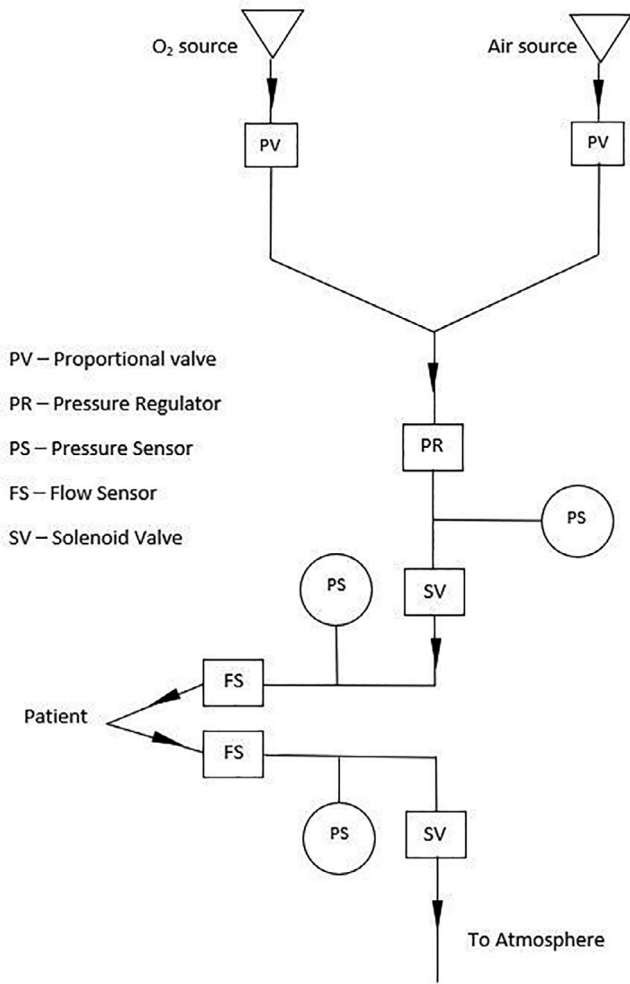 O₂ source
Air source
PV
PV
PV – Proportional valve
PR – Pressure Regulator
PS – Pressure Sensor
FS – Flow Sensor
SV – Solenoid Valve
PR
PS
PS
SV
FS
Patient
FS
PS
SV
To Atmosphere